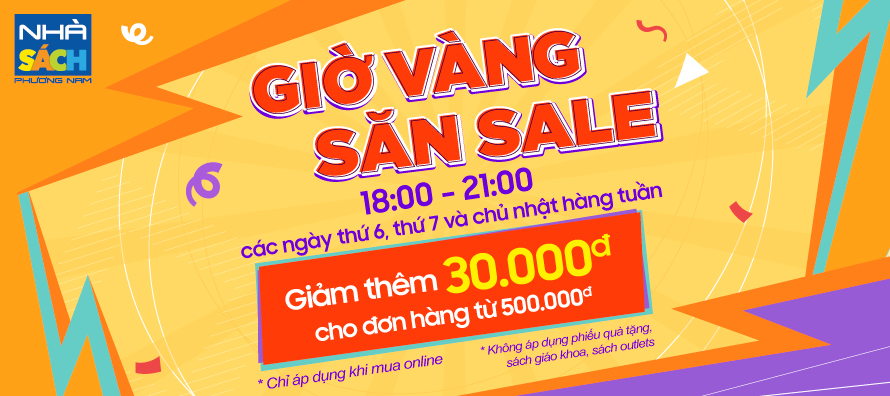 NHÀ
SÁCH
PHƯƠNG NAM
GIỜ VÀNG
SĂN SALE
18:00 - 21:00
các ngày thứ 6, thứ 7 và chủ nhật hàng tuần
Giảm thêm 30.000đ
cho đơn hàng từ 500.000đ
* Chỉ áp dụng khi mua online
* Không áp dụng phiếu quà tặng,
sách giáo khoa, sách outlets